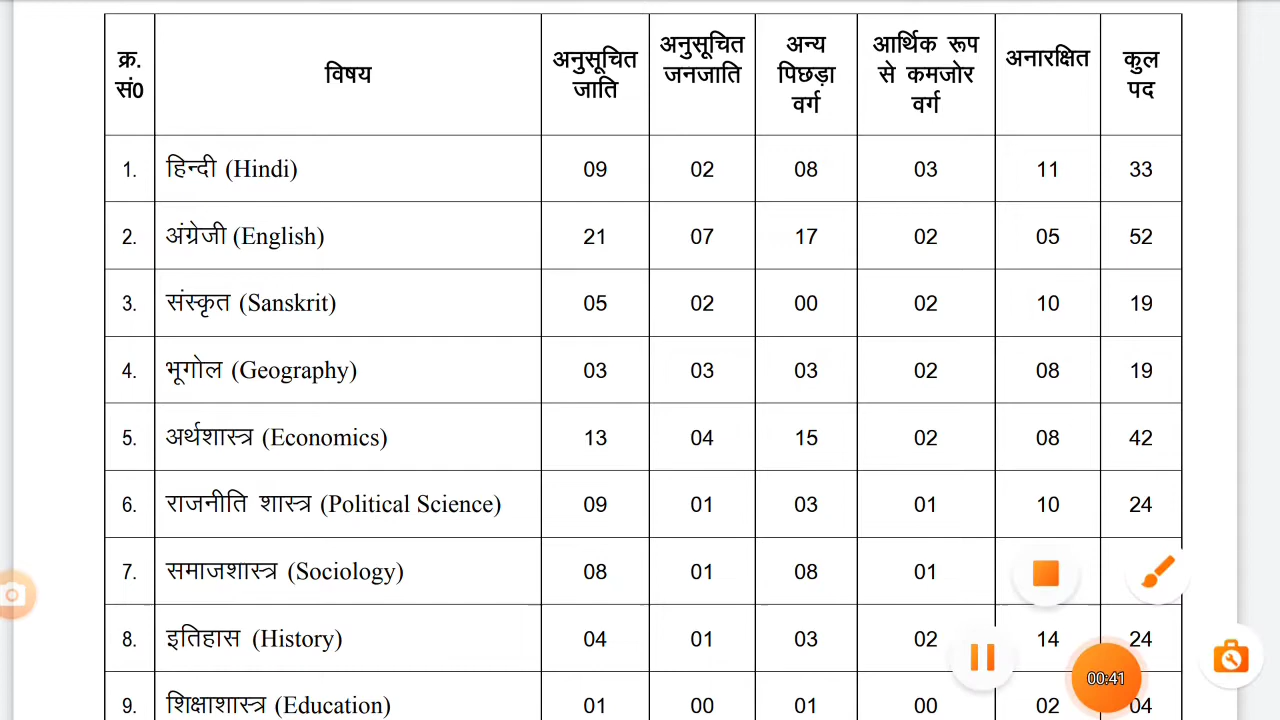 क्र. सं0 विषय अनुसूचित जाति अनुसूचित जनजाति अन्य पिछड़ा वर्ग आर्थिक रूप से कमजोर वर्ग अनारक्षित कुल पद
1. हिन्दी (Hindi) 09 02 08 03 11 33
2. अंग्रेजी (English) 21 07 17 02 05 52
3. संस्कृत (Sanskrit) 05 02 00 02 10 19
4. भूगोल (Geography) 03 03 03 02 08 19
5. अर्थशास्त्र (Economics) 13 04 15 02 08 42
6. राजनीति शास्त्र (Political Science) 09 01 03 01 10 24
7. समाजशास्त्र (Sociology) 08 01 08 01
8. इतिहास (History) 04 01 03 02 14 24
9. शिक्षाशास्त्र (Education) 01 00 01 00 02 04
00:41